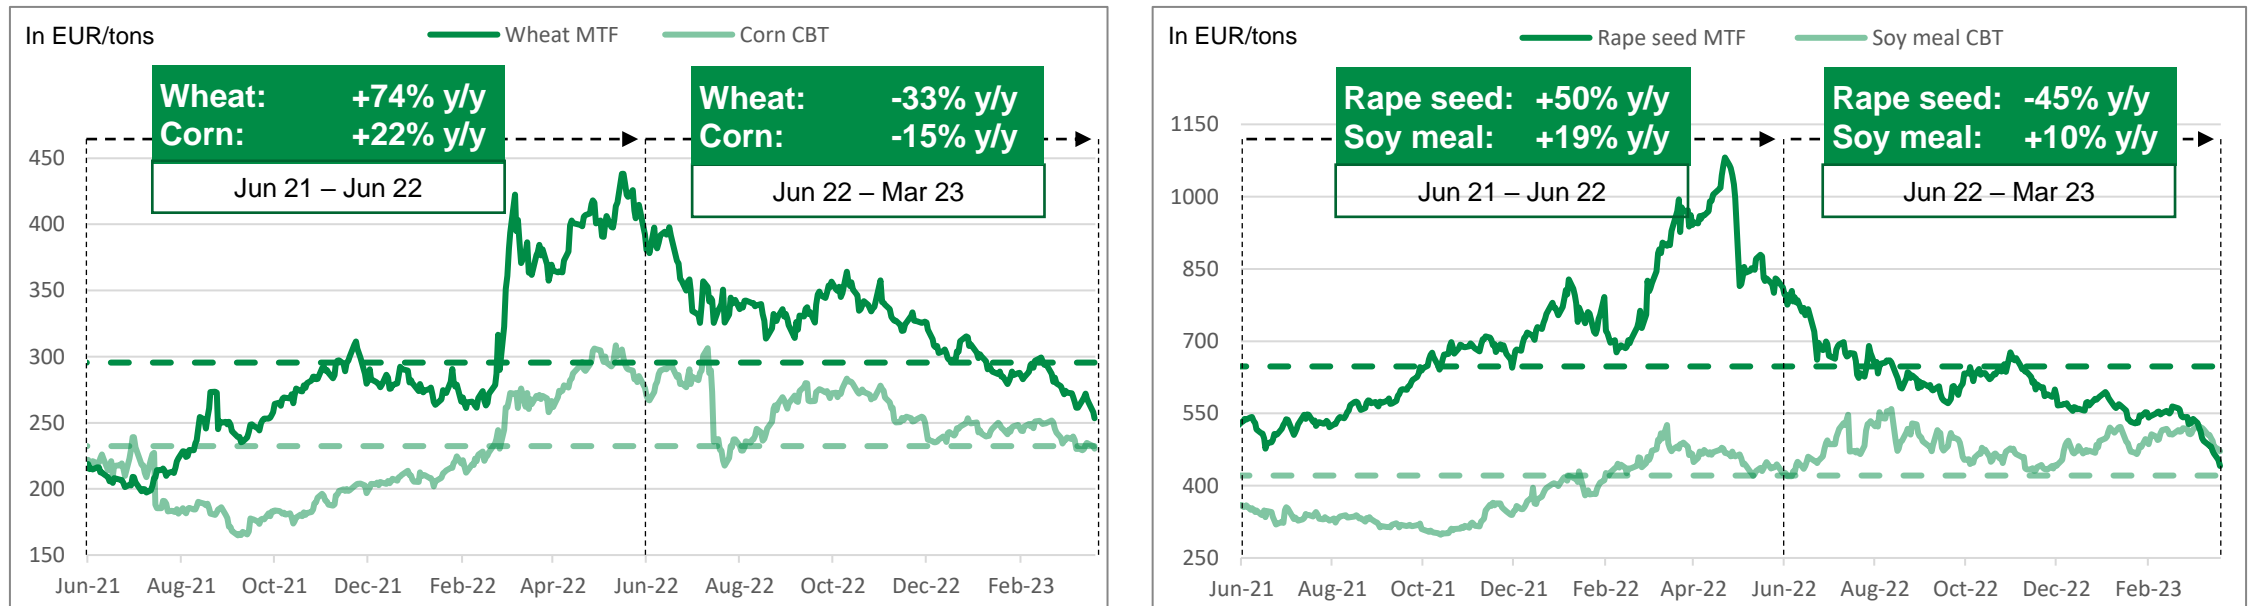 In EUR/tons
Wheat MTF Corn CBT
Wheat: +74% y/y
Corn: +22% y/y
Jun 21 – Jun 22
Wheat: -33% y/y
Corn: -15% y/y
Jun 22 – Mar 23
450
400
350
300
250
200
150
Jun-21 Aug-21 Oct-21 Dec-21 Feb-22 Apr-22 Jun-22 Aug-22 Oct-22 Dec-22 Feb-23
In EUR/tons
Rape seed MTF Soy meal CBT
Rape seed: +50% y/y
Soy meal: +19% y/y
Jun 21 – Jun 22
Rape seed: -45% y/y
Soy meal: +10% y/y
Jun 22 – Mar 23
1150
1000
850
700
550
400
250
Jun-21 Aug-21 Oct-21 Dec-21 Feb-22 Apr-22 Jun-22 Aug-22 Oct-22 Dec-22 Feb-23